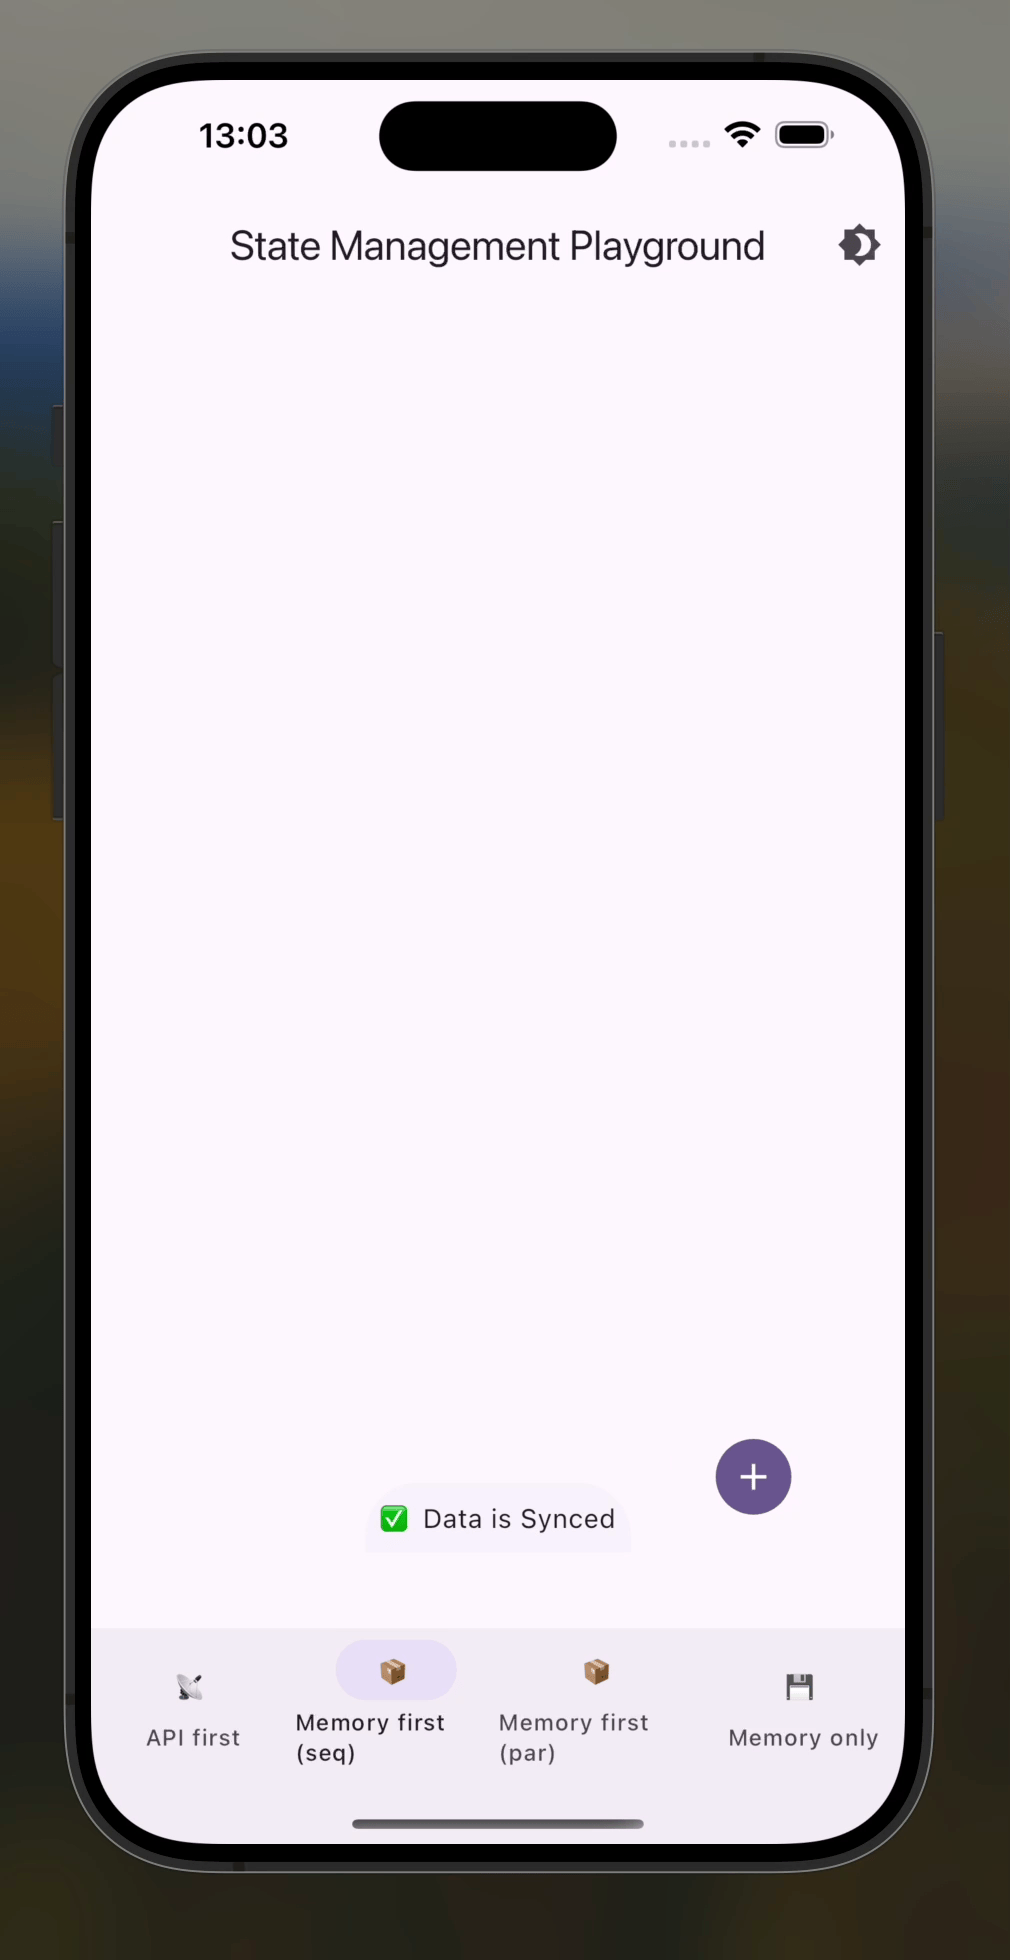 13:03
State Management Playground
✅ Data is Synced
API first
Memory first
(seq)
Memory first
(par)
Memory only